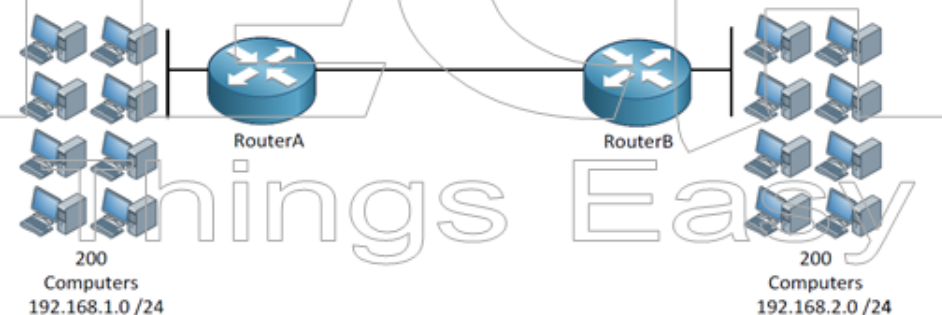 RouterA
RouterB
Things Easy
200
Computers
192.168.1.0 /24
200
Computers
192.168.2.0 /24